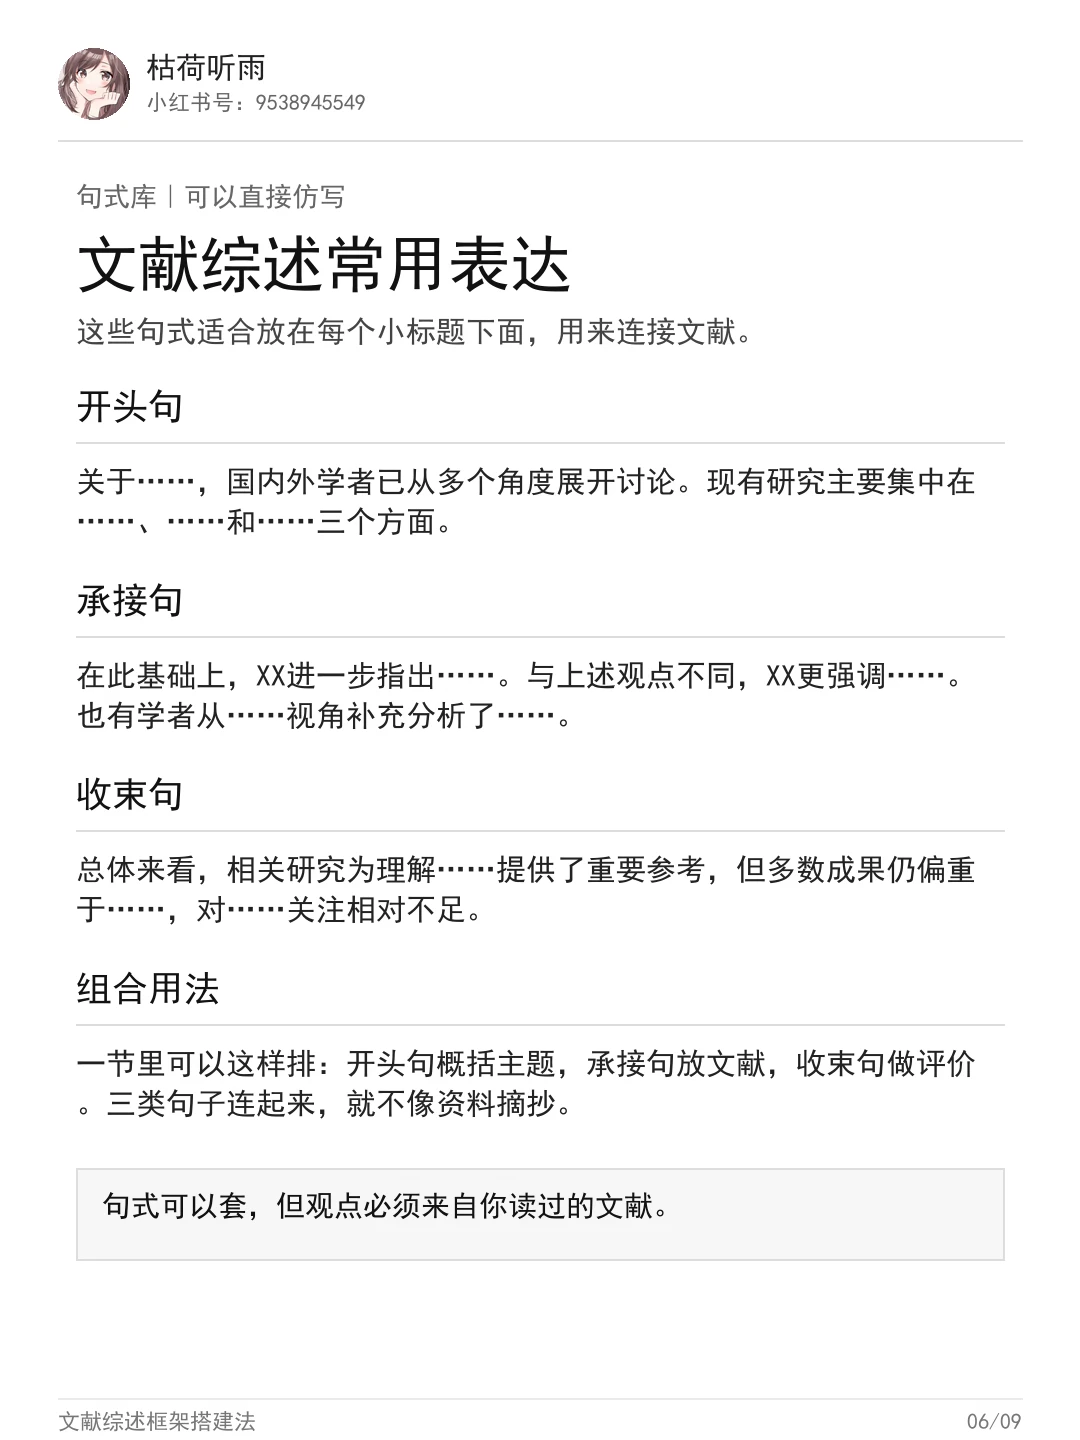 枯荷听雨
小红书号：9538945549
句式库｜可以直接仿写
文献综述常用表达
这些句式适合放在每个小标题下面，用来连接文献。
开头句
关于……，国内外学者已从多个角度展开讨论。现有研究主要集中在
……、……和……三个方面。
承接句
在此基础上，XX进一步指出……。与上述观点不同，XX更强调……。
也有学者从……视角补充分析了……。
收束句
总体来看，相关研究为理解……提供了重要参考，但多数成果仍偏重
于……，对……关注相对不足。
组合用法
一节里可以这样排：开头句概括主题，承接句放文献，收束句做评价
。三类句子连起来，就不像资料摘抄。
句式可以套，但观点必须来自你读过的文献。
文献综述框架搭建法
06/09